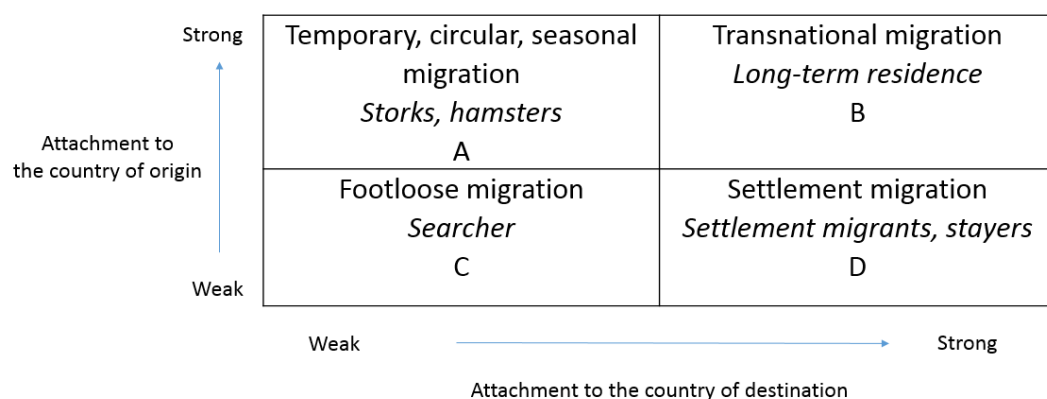 Strong
Temporary, circular, seasonal
migration
Storks, hamsters
A
Transnational migration
Long-term residence
B
Attachment to
the country of origin
Footloose migration
Searcher
C
Settlement migration
Settlement migrants, stayers
D
Weak
Weak
Strong
Attachment to the country of destination